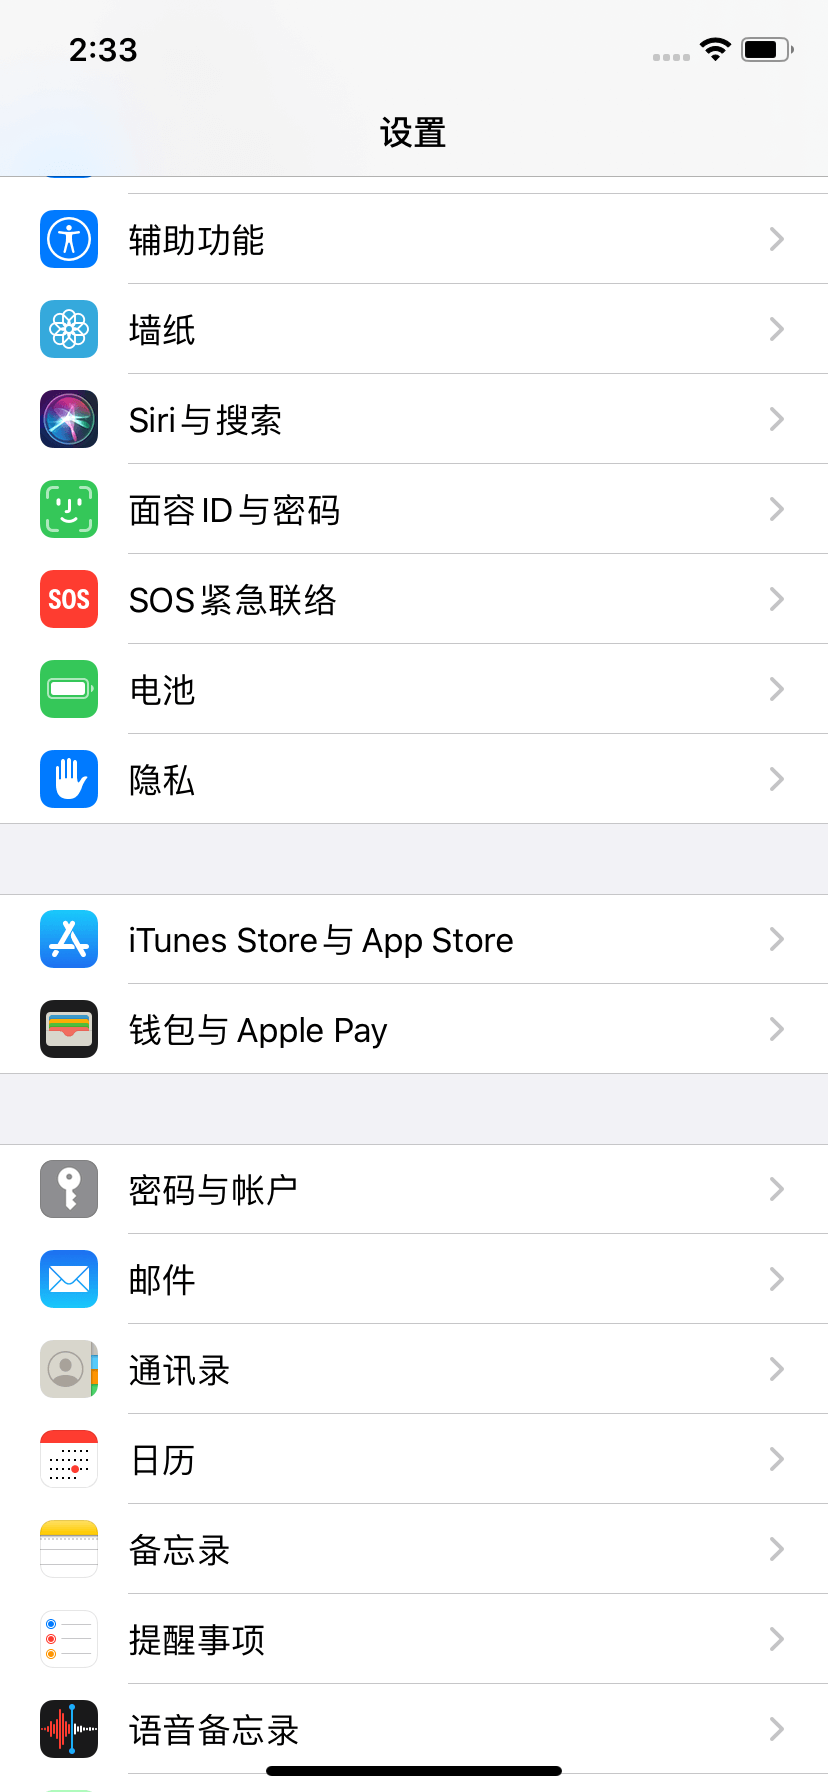 2:33
设置
辅助功能
墙纸
Siri与搜索
面容ID与密码
SOS
SOS紧急联络
电池
隐私
iTunes Store与App Store
钱包与Apple Pay
密码与帐户
邮件
通讯录
日历
备忘录
提醒事项
语音备忘录